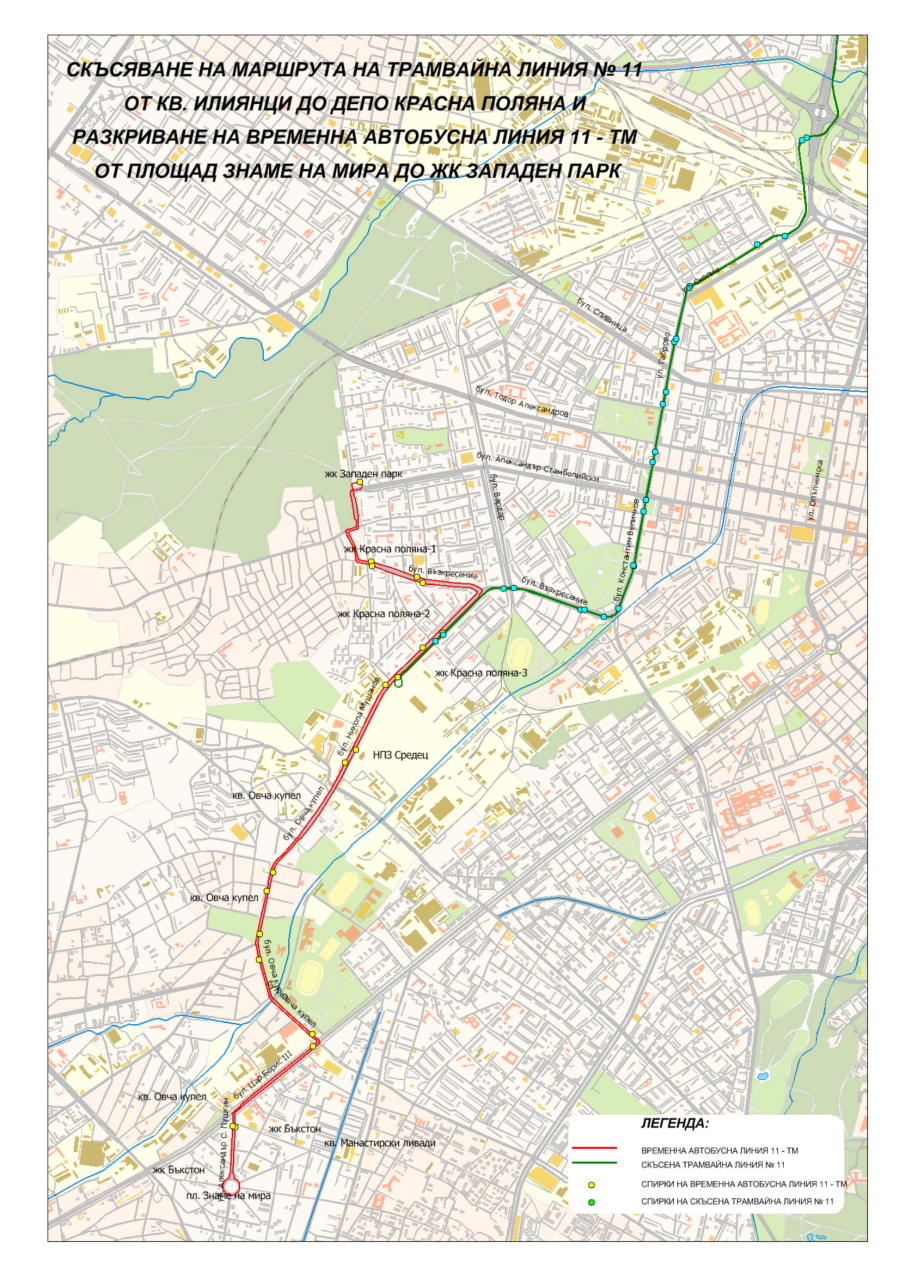 СКЪСЯВАНЕ НА МАРШРУТА НА ТРАМВАЙНА ЛИНИЯ № 11
ОТ КВ. ИЛИЯНЦИ ДО ДЕПО КРАСНА ПОЛЯНА И
РАЗКРИВАНЕ НА ВРЕМЕННА АВТОБУСНА ЛИНИЯ 11 - ТМ
ОТ ПЛОЩАД ЗНАМЕ НА МИРА ДО ЖК ЗАПАДЕН ПАРК
бул. Сливница
ул. Габрово
бул. Тодор Александров
бул. Александър Стамболийски
жк Западен парк
бул. Вардар
ул. Опълченска
бул. Константин Величков
жк Красна поляна-1
бул. Възкресение
бул. Възкресение
жк Красна поляна-2
жк Красна поляна-3
бул. Никола Мушанов
НПЗ Средец
кв. Овча купел
бул. Овча купел
кв. Овча купел
бул. Овча купел
бул. Овча купел
бул. Цар Борис III
кв. Овча купел
ул. Александър С. Пушкин
жк Бъкстон
кв. Манастирски ливади
жк Бъкстон
пл. Знаме на мира
ЛЕГЕНДА:
ВРЕМЕННА АВТОБУСНА ЛИНИЯ 11 - ТМ
СКЪСЕНА ТРАМВАЙНА ЛИНИЯ № 11
СПИРКИ НА ВРЕМЕННА АВТОБУСНА ЛИНИЯ 11 - ТМ
СПИРКИ НА СКЪСЕНА ТРАМВАЙНА ЛИНИЯ № 11